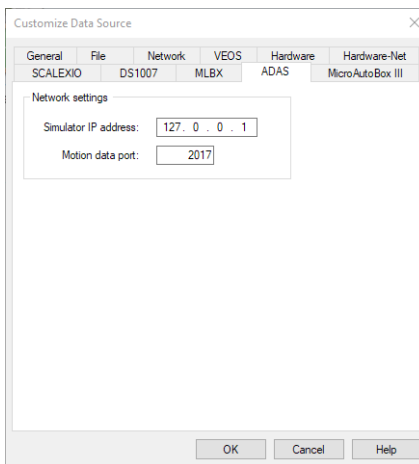 Customize Data Source
General File Network VEOS Hardware Hardware-Net
SCALEXIO DS1007 MLBX ADAS MicroAutoBox III
Network settings
Simulator IP address: 127. 0 . 0 . 1
Motion data port: 2017
OK Cancel Help